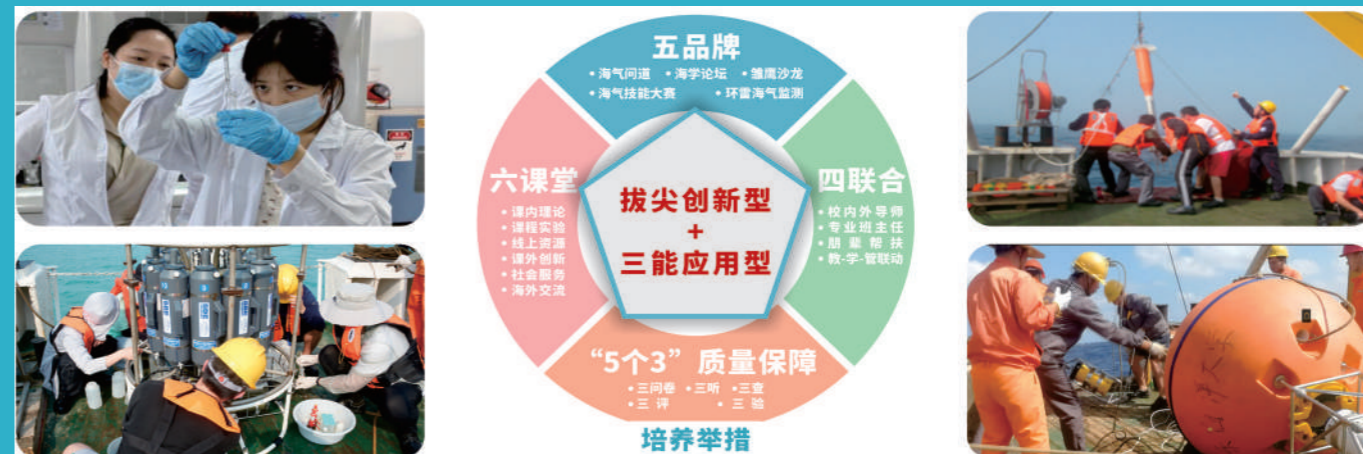 五品牌
•海气问道 •海学论坛 •雏鹰沙龙
•海气技能大赛 •环雷海气监测
六课堂
•课内理论
•课程实验
•线上资源
•课外创新
•社会服务
•海外交流
拔尖创新型
+
三能应用型
四联合
•校内外导师
•专业班主任
•朋辈帮扶
•教-学-管联动
“5个3”质量保障
•三问卷 •三听 •三查
•三评 •三验
培养举措